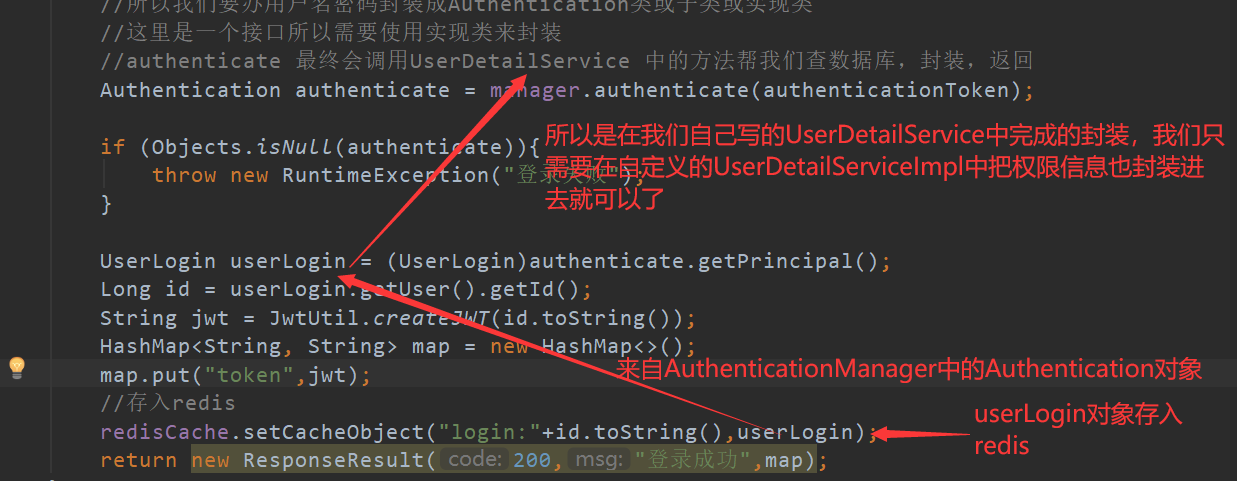 //所以我们要办用户名密码封装成Authentication类或子类或实现类
//这里是一个接口所以需要使用实现类来封装
//authenticate 最终会调用UserDetailService 中的方法帮我们查数据库，封装，返回
Authentication authenticate = manager.authenticate(authenticationToken);
if (Objects.isNull(authenticate)){
throw new RuntimeException("登录失败");
}
所以是在我们自己写的UserDetailService中完成的封装，我们只
需要在自定义的UserDetailServiceImpl中把权限信息也封装进
去就可以了
UserLogin userLogin = (UserLogin)authenticate.getPrincipal();
Long id = userLogin.getUser().getId();
String jwt = JwtUtil.createJWT(id.toString());
HashMap<String, String> map = new HashMap<>();
map.put("token",jwt);
来自AuthenticationManager中的Authentication对象
//存入redis
redisCache.setCacheObject("login:"+id.toString(),userLogin);
userLogin对象存入
redis
return new ResponseResult( code: 200, msg: "登录成功",map);